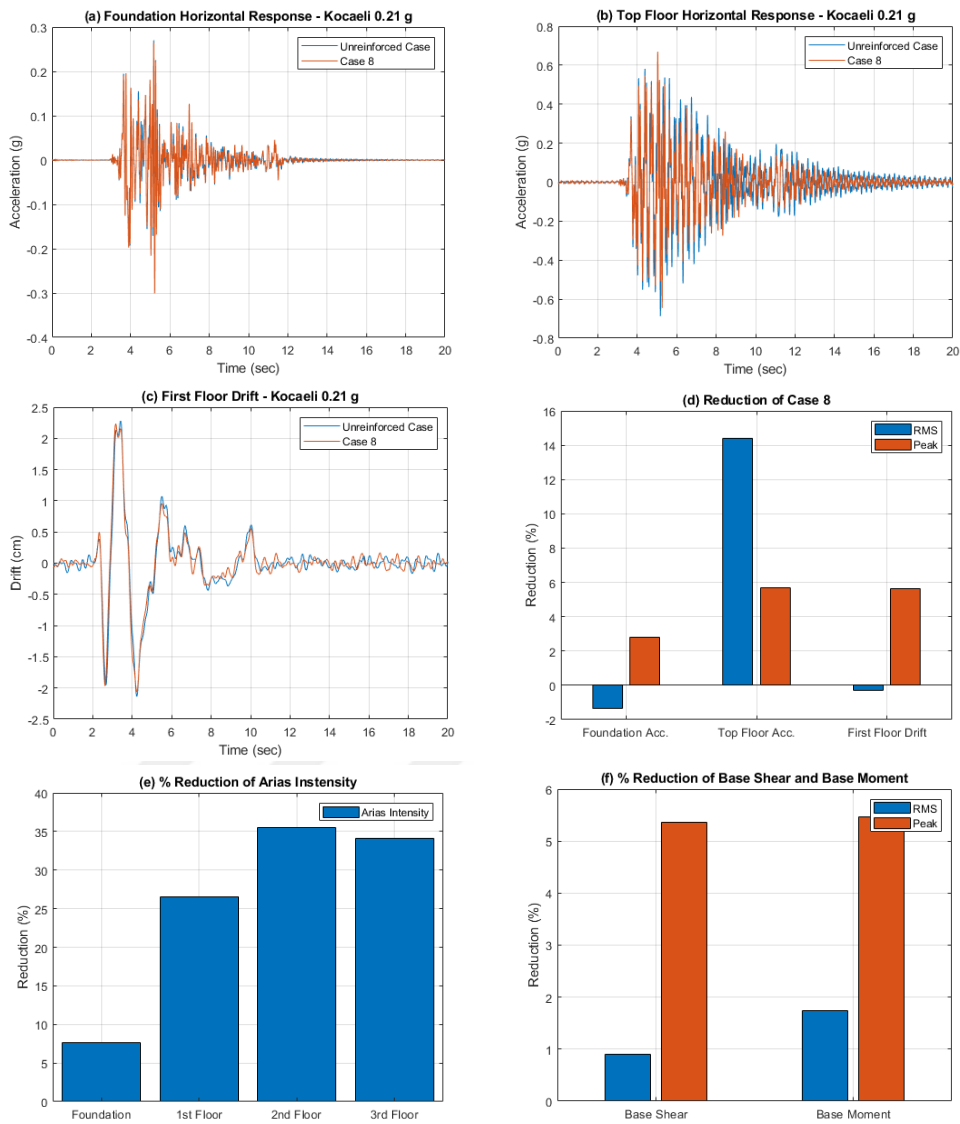 (a) Foundation Horizontal Response - Kocaeli 0.21 g
Unreinforced Case
Case 8
Acceleration (g)
0.3
0.2
0.1
0
-0.1
-0.2
-0.3
-0.4
0 2 4 6 8 10 12 14 16 18 20
Time (sec)
(b) Top Floor Horizontal Response - Kocaeli 0.21 g
Unreinforced Case
Case 8
Acceleration (g)
0.8
0.6
0.4
0.2
0
-0.2
-0.4
-0.6
-0.8
0 2 4 6 8 10 12 14 16 18 20
Time (sec)
(c) First Floor Drift - Kocaeli 0.21 g
Unreinforced Case
Case 8
Drift (cm)
2.5
2
1.5
1
0.5
0
-0.5
-1
-1.5
-2
-2.5
0 2 4 6 8 10 12 14 16 18 20
Time (sec)
(d) Reduction of Case 8
RMS
Peak
Reduction (%)
16
14
12
10
8
6
4
2
0
-2
Foundation Acc. Top Floor Acc. First Floor Drift
(e) % Reduction of Arias Instensity
Arias Intensity
Reduction (%)
40
35
30
25
20
15
10
5
0
Foundation 1st Floor 2nd Floor 3rd Floor
(f) % Reduction of Base Shear and Base Moment
RMS
Peak
Reduction (%)
6
5
4
3
2
1
0
Base Shear Base Moment